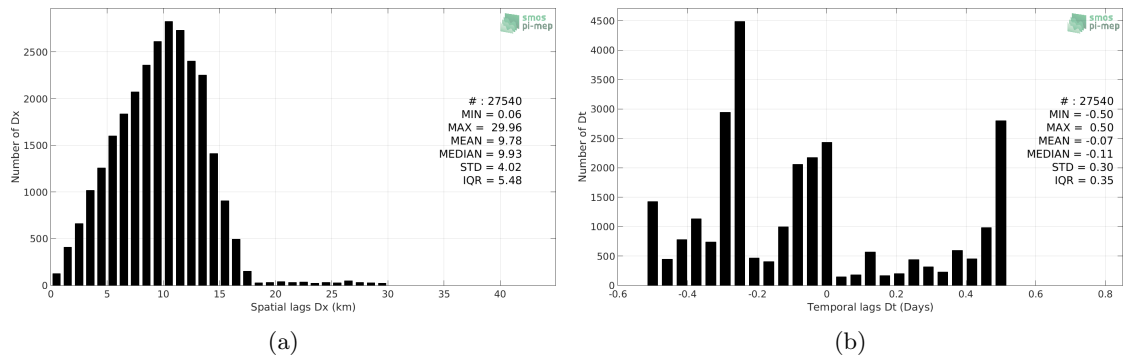 smos
pi-mep
Number of Dx
2500
2000
1500
1000
500
0
# : 27540
MIN = 0.06
MAX = 29.96
MEAN = 9.78
MEDIAN = 9.93
STD = 4.02
IQR = 5.48
0 5 10 15 20 25 30 35 40
Spatial lags Dx (km)
(a)
smos
pi-mep
Number of Dt
4500
4000
3500
3000
2500
2000
1500
1000
500
0
# : 27540
MIN = -0.50
MAX = 0.50
MEAN = -0.07
MEDIAN = -0.11
STD = 0.30
IQR = 0.35
-0.6 -0.4 -0.2 0 0.2 0.4 0.6 0.8
Temporal lags Dt (Days)
(b)